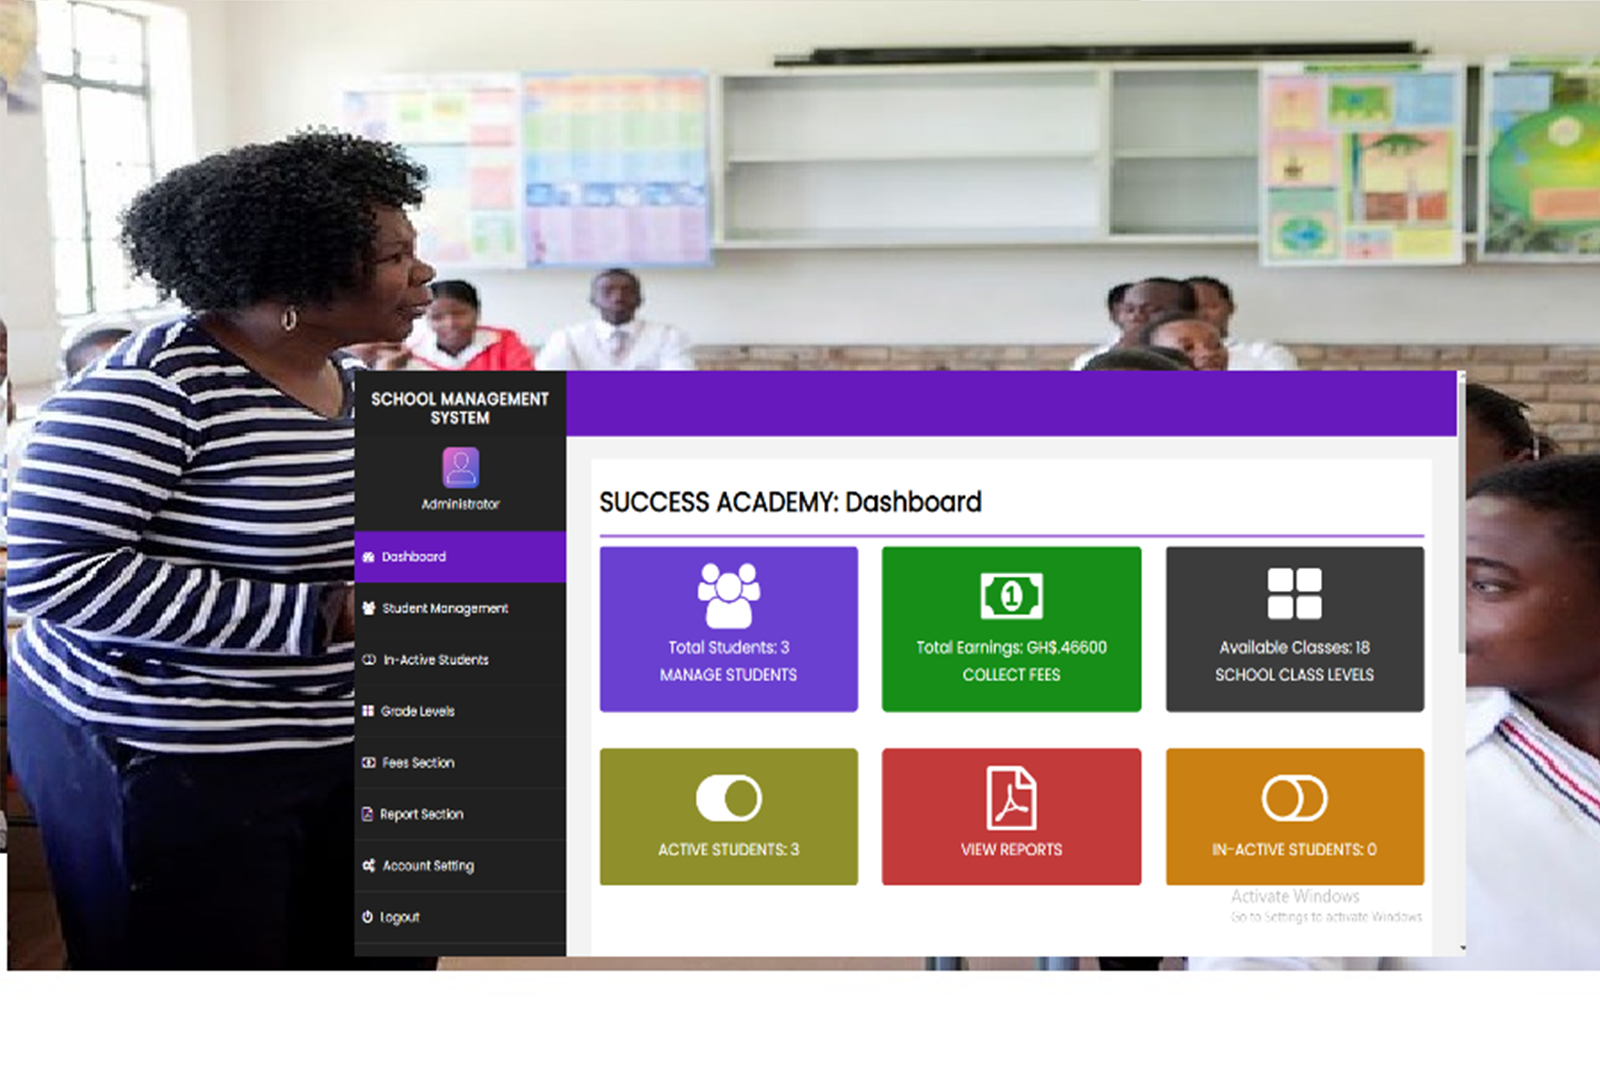 SCHOOL MANAGEMENT
SYSTEM
Administrator
Dashboard
Student Management
In-Active Students
Grade Levels
Fees Section
Report Section
Account Setting
Logout
SUCCESS ACADEMY: Dashboard
Total Students: 3
MANAGE STUDENTS
Total Earnings: GH$.46600
COLLECT FEES
Available Classes: 18
SCHOOL CLASS LEVELS
ACTIVE STUDENTS: 3
VIEW REPORTS
IN-ACTIVE STUDENTS: 0
Activate Windows
Go to Settings to activate Windows